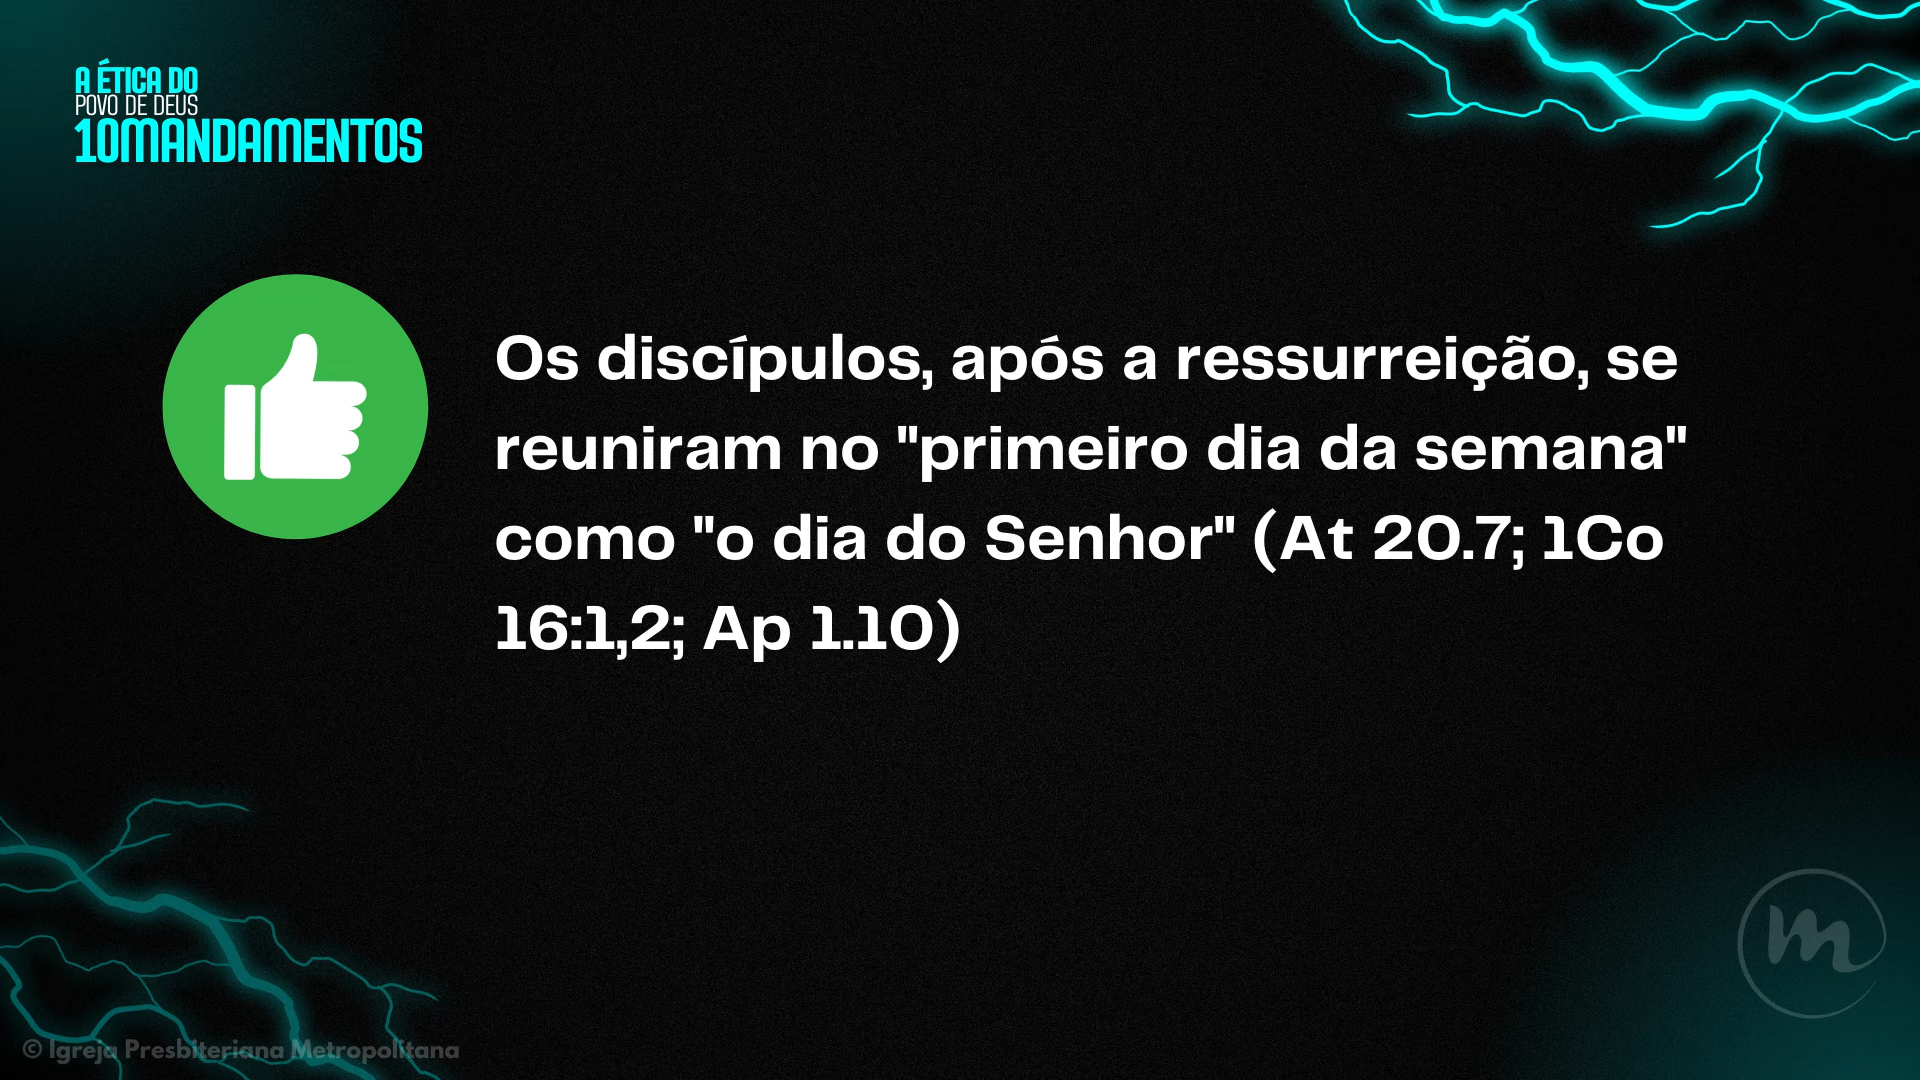 A ÉTICA DO
POVO DE DEUS
10MANDAMENTOS
Os discípulos, após a ressurreição, se
reuniram no "primeiro dia da semana"
como "o dia do Senhor" (At 20.7; 1Co
16:1,2; Ap 1.10)
m
© Igreja Presbiteriana Metropolitana